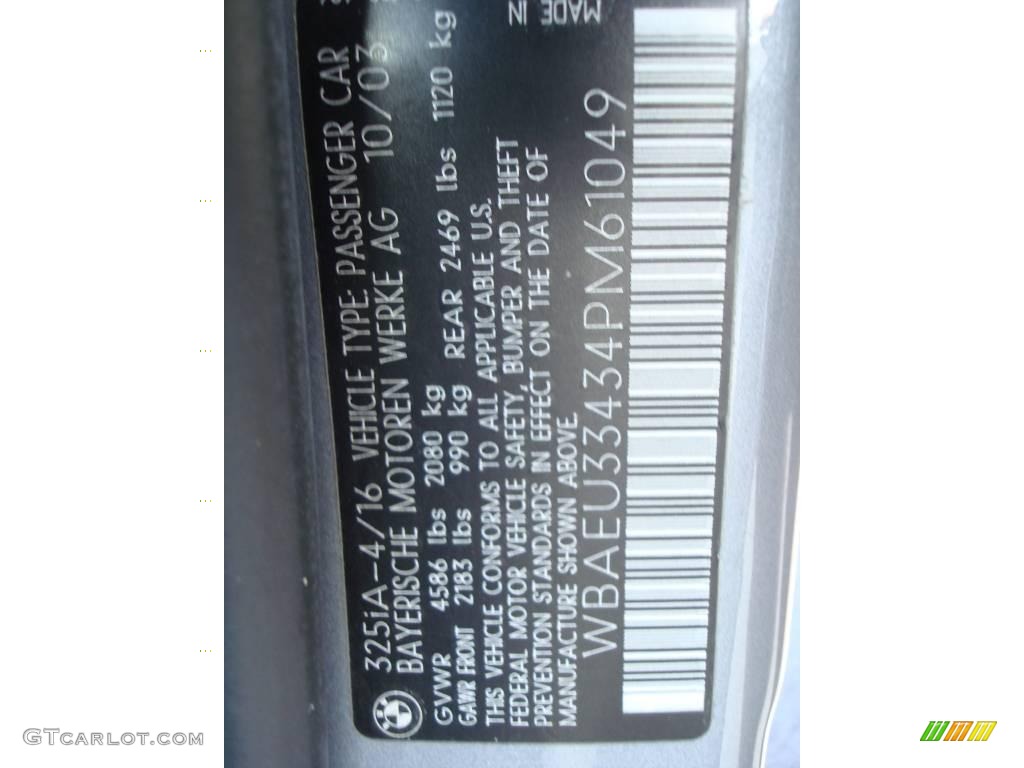 325iA-4/16 VEHICLE TYPE: PASSENGER CAR
BAYERISCHE MOTOREN WERKE AG 10/03
GVWR 4586 lbs 2080 kg
GAWR FRONT 2183 lbs 990 kg REAR 2469 lbs 1120 kg
THIS VEHICLE CONFORMS TO ALL APPLICABLE U.S.
FEDERAL MOTOR VEHICLE SAFETY, BUMPER AND THEFT
PREVENTION STANDARDS IN EFFECT ON THE DATE OF
MANUFACTURE SHOWN ABOVE
MADE IN
WBAEU33434PM61049
GTCarLot.com